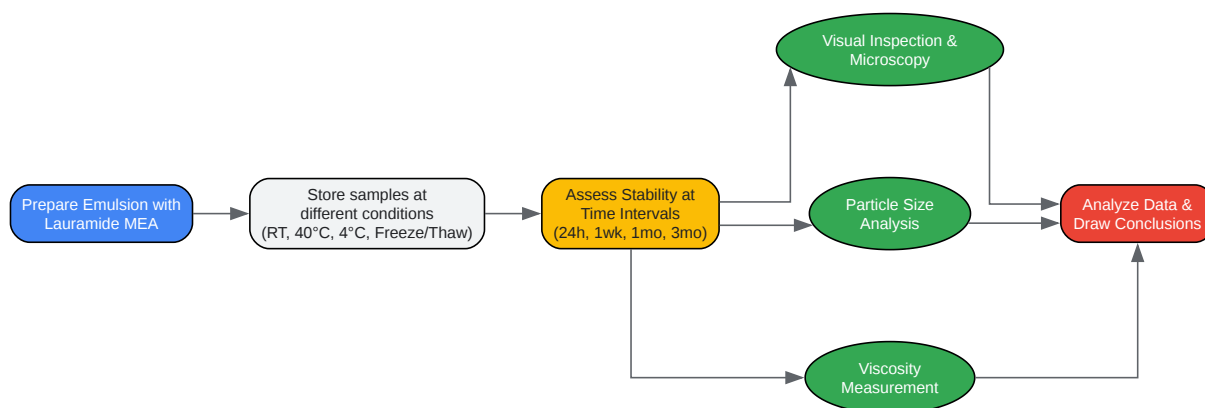 Prepare Emulsion with
Lauramide MEA
Store samples at
different conditions
(RT, 40°C, 4°C, Freeze/Thaw)
Assess Stability at
Time Intervals
(24h, 1wk, 1mo, 3mo)
Visual Inspection &
Microscopy
Particle Size
Analysis
Viscosity
Measurement
Analyze Data &
Draw Conclusions